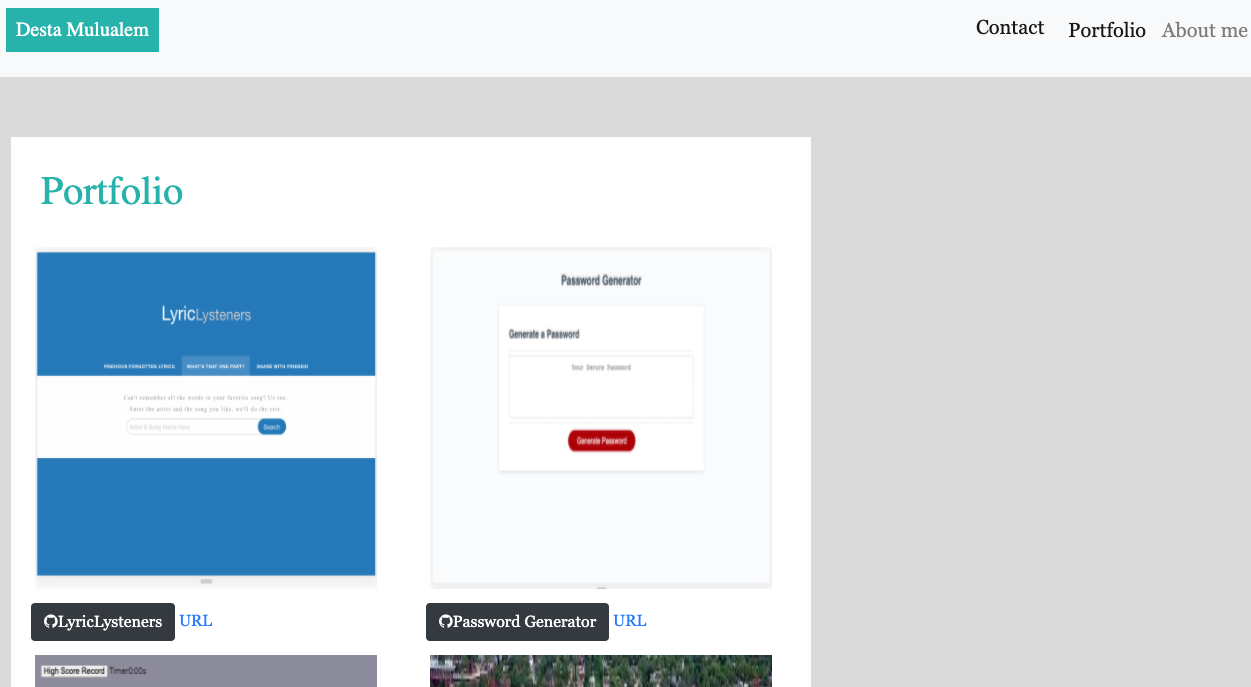 Desta Mulualem
Contact Portfolio About me
Portfolio
LyricLysteners
PREVIOUS FORGOTTEN LYRICS WHAT'S THAT ONE PART? SHARE WITH FRIENDS!
Can't remember all the words to your favorite song? Us too.
Enter the artist and the song you like, we'll do the rest.
Artist & Song Name Here Search
Password Generator
Generate a Password
Your Secure Password
Generate Password
LyricLysteners URL
Password Generator URL
High Score Record Timer0:00s